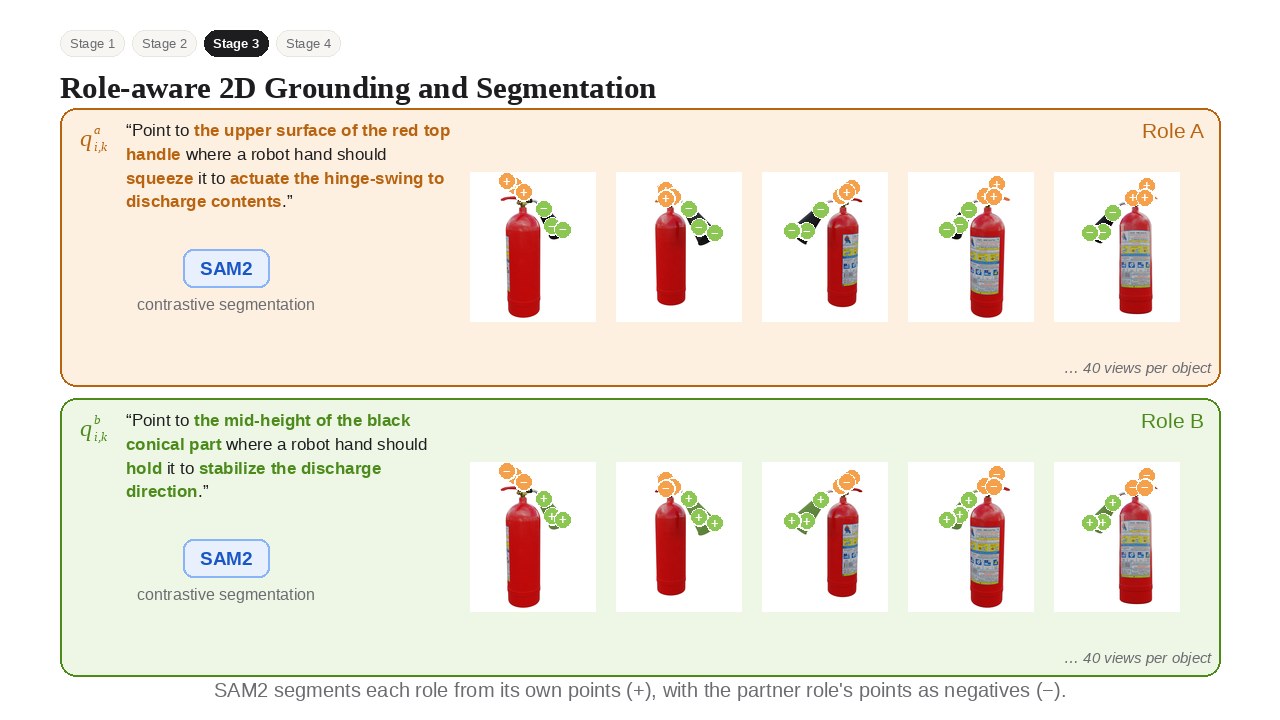 Stage 1 Stage 2 Stage 3 Stage 4
Role-aware 2D Grounding and Segmentation
q^a_{i,k}
“Point to the upper surface of the red top
handle where a robot hand should
squeeze it to actuate the hinge-swing to
discharge contents.”
Role A
SAM2
contrastive segmentation
… 40 views per object
q^b_{i,k}
“Point to the mid-height of the black
conical part where a robot hand should
hold it to stabilize the discharge
direction.”
Role B
SAM2
contrastive segmentation
… 40 views per object
SAM2 segments each role from its own points (+), with the partner role's points as negatives (−).